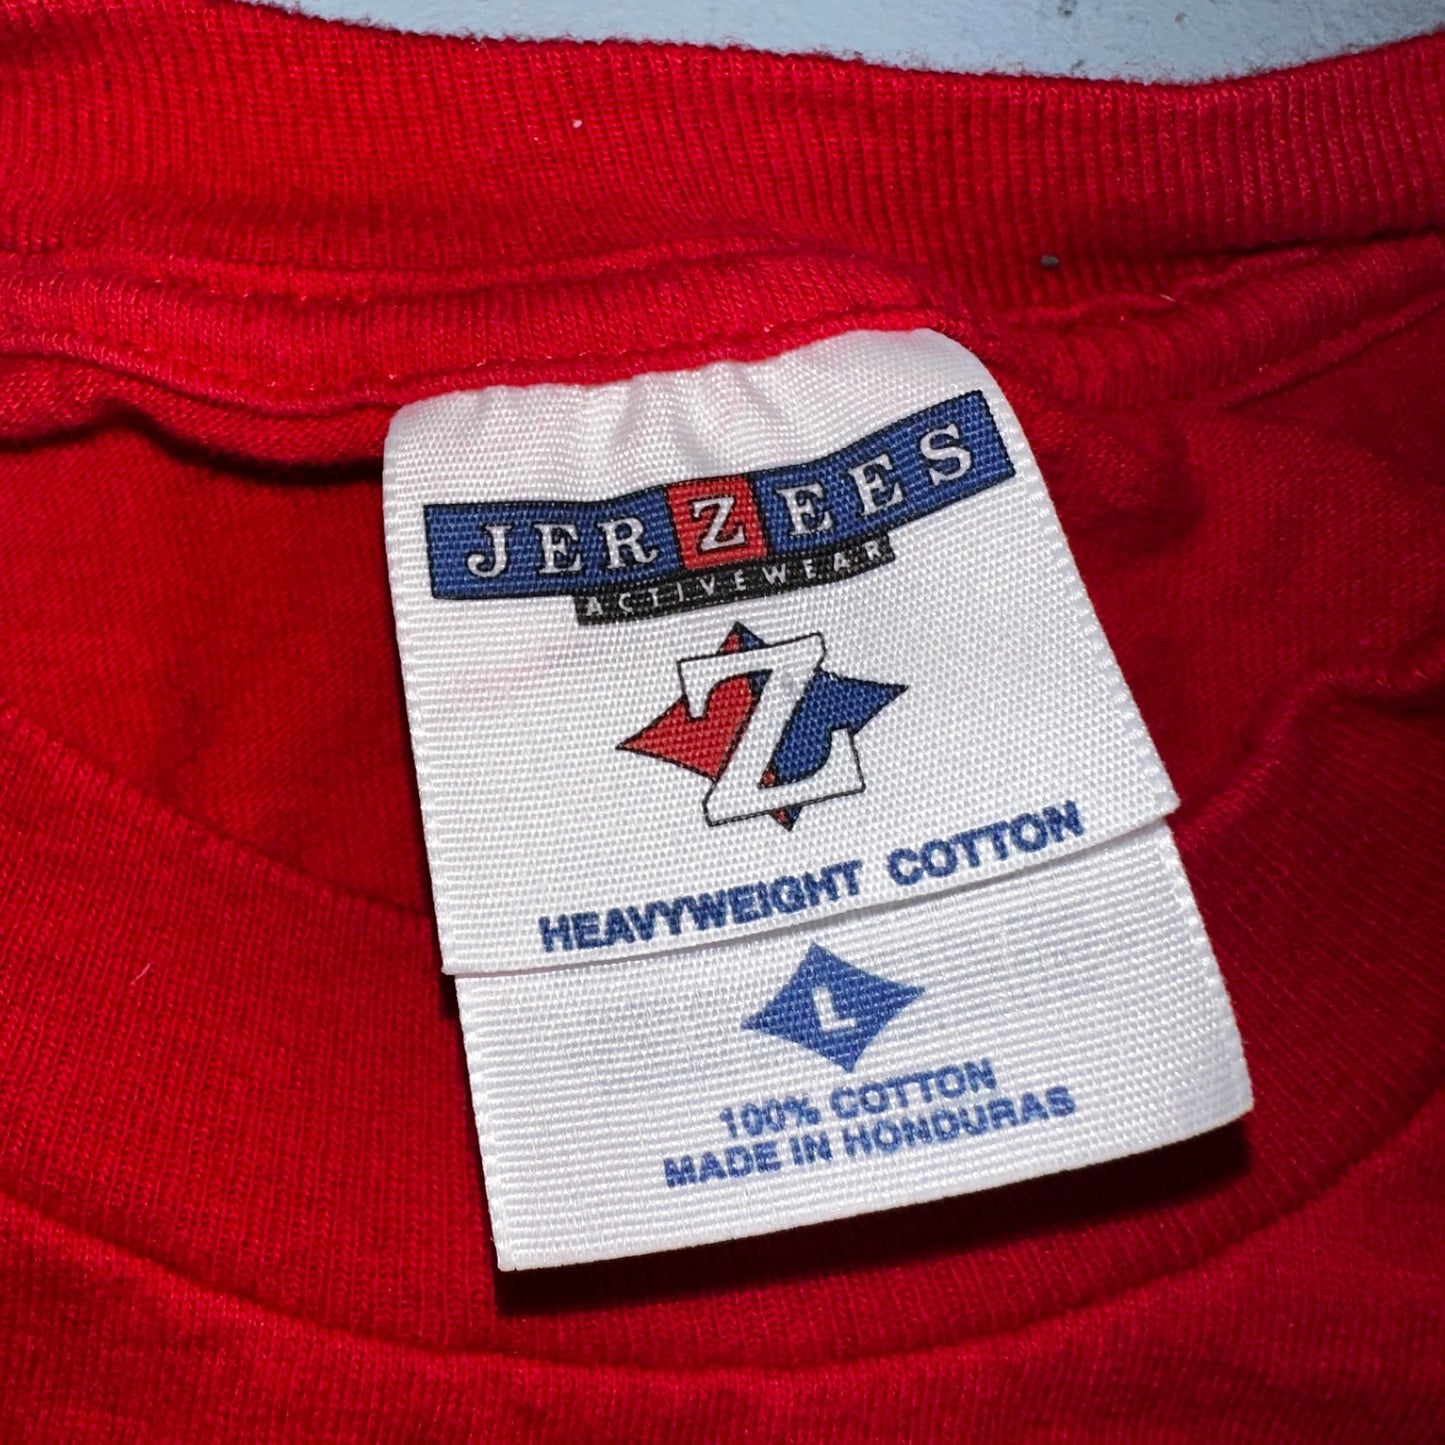 JERZEES
ACTIVEWEAR
Z
HEAVYWEIGHT COTTON
L
100% COTTON
MADE IN HONDURAS